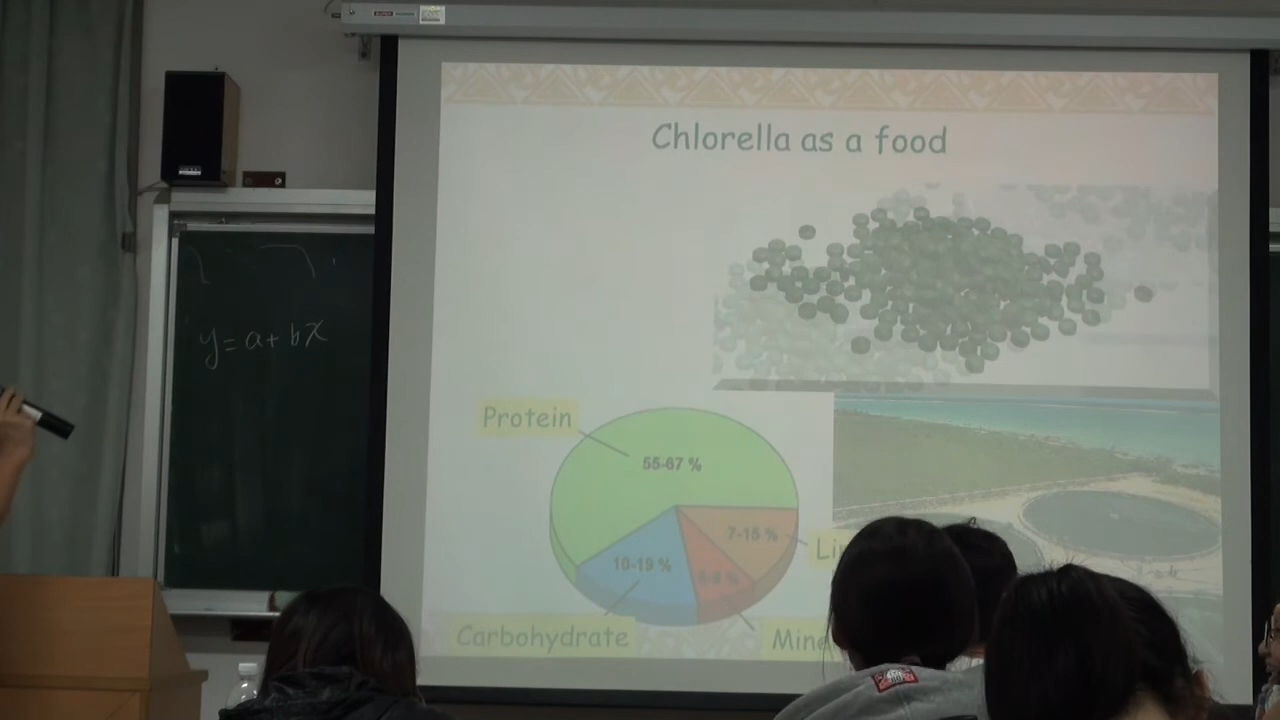 Chlorella as a food
y=a+bx
Protein
55-67 %
7-15 %
10-19 %
Carbohydrate